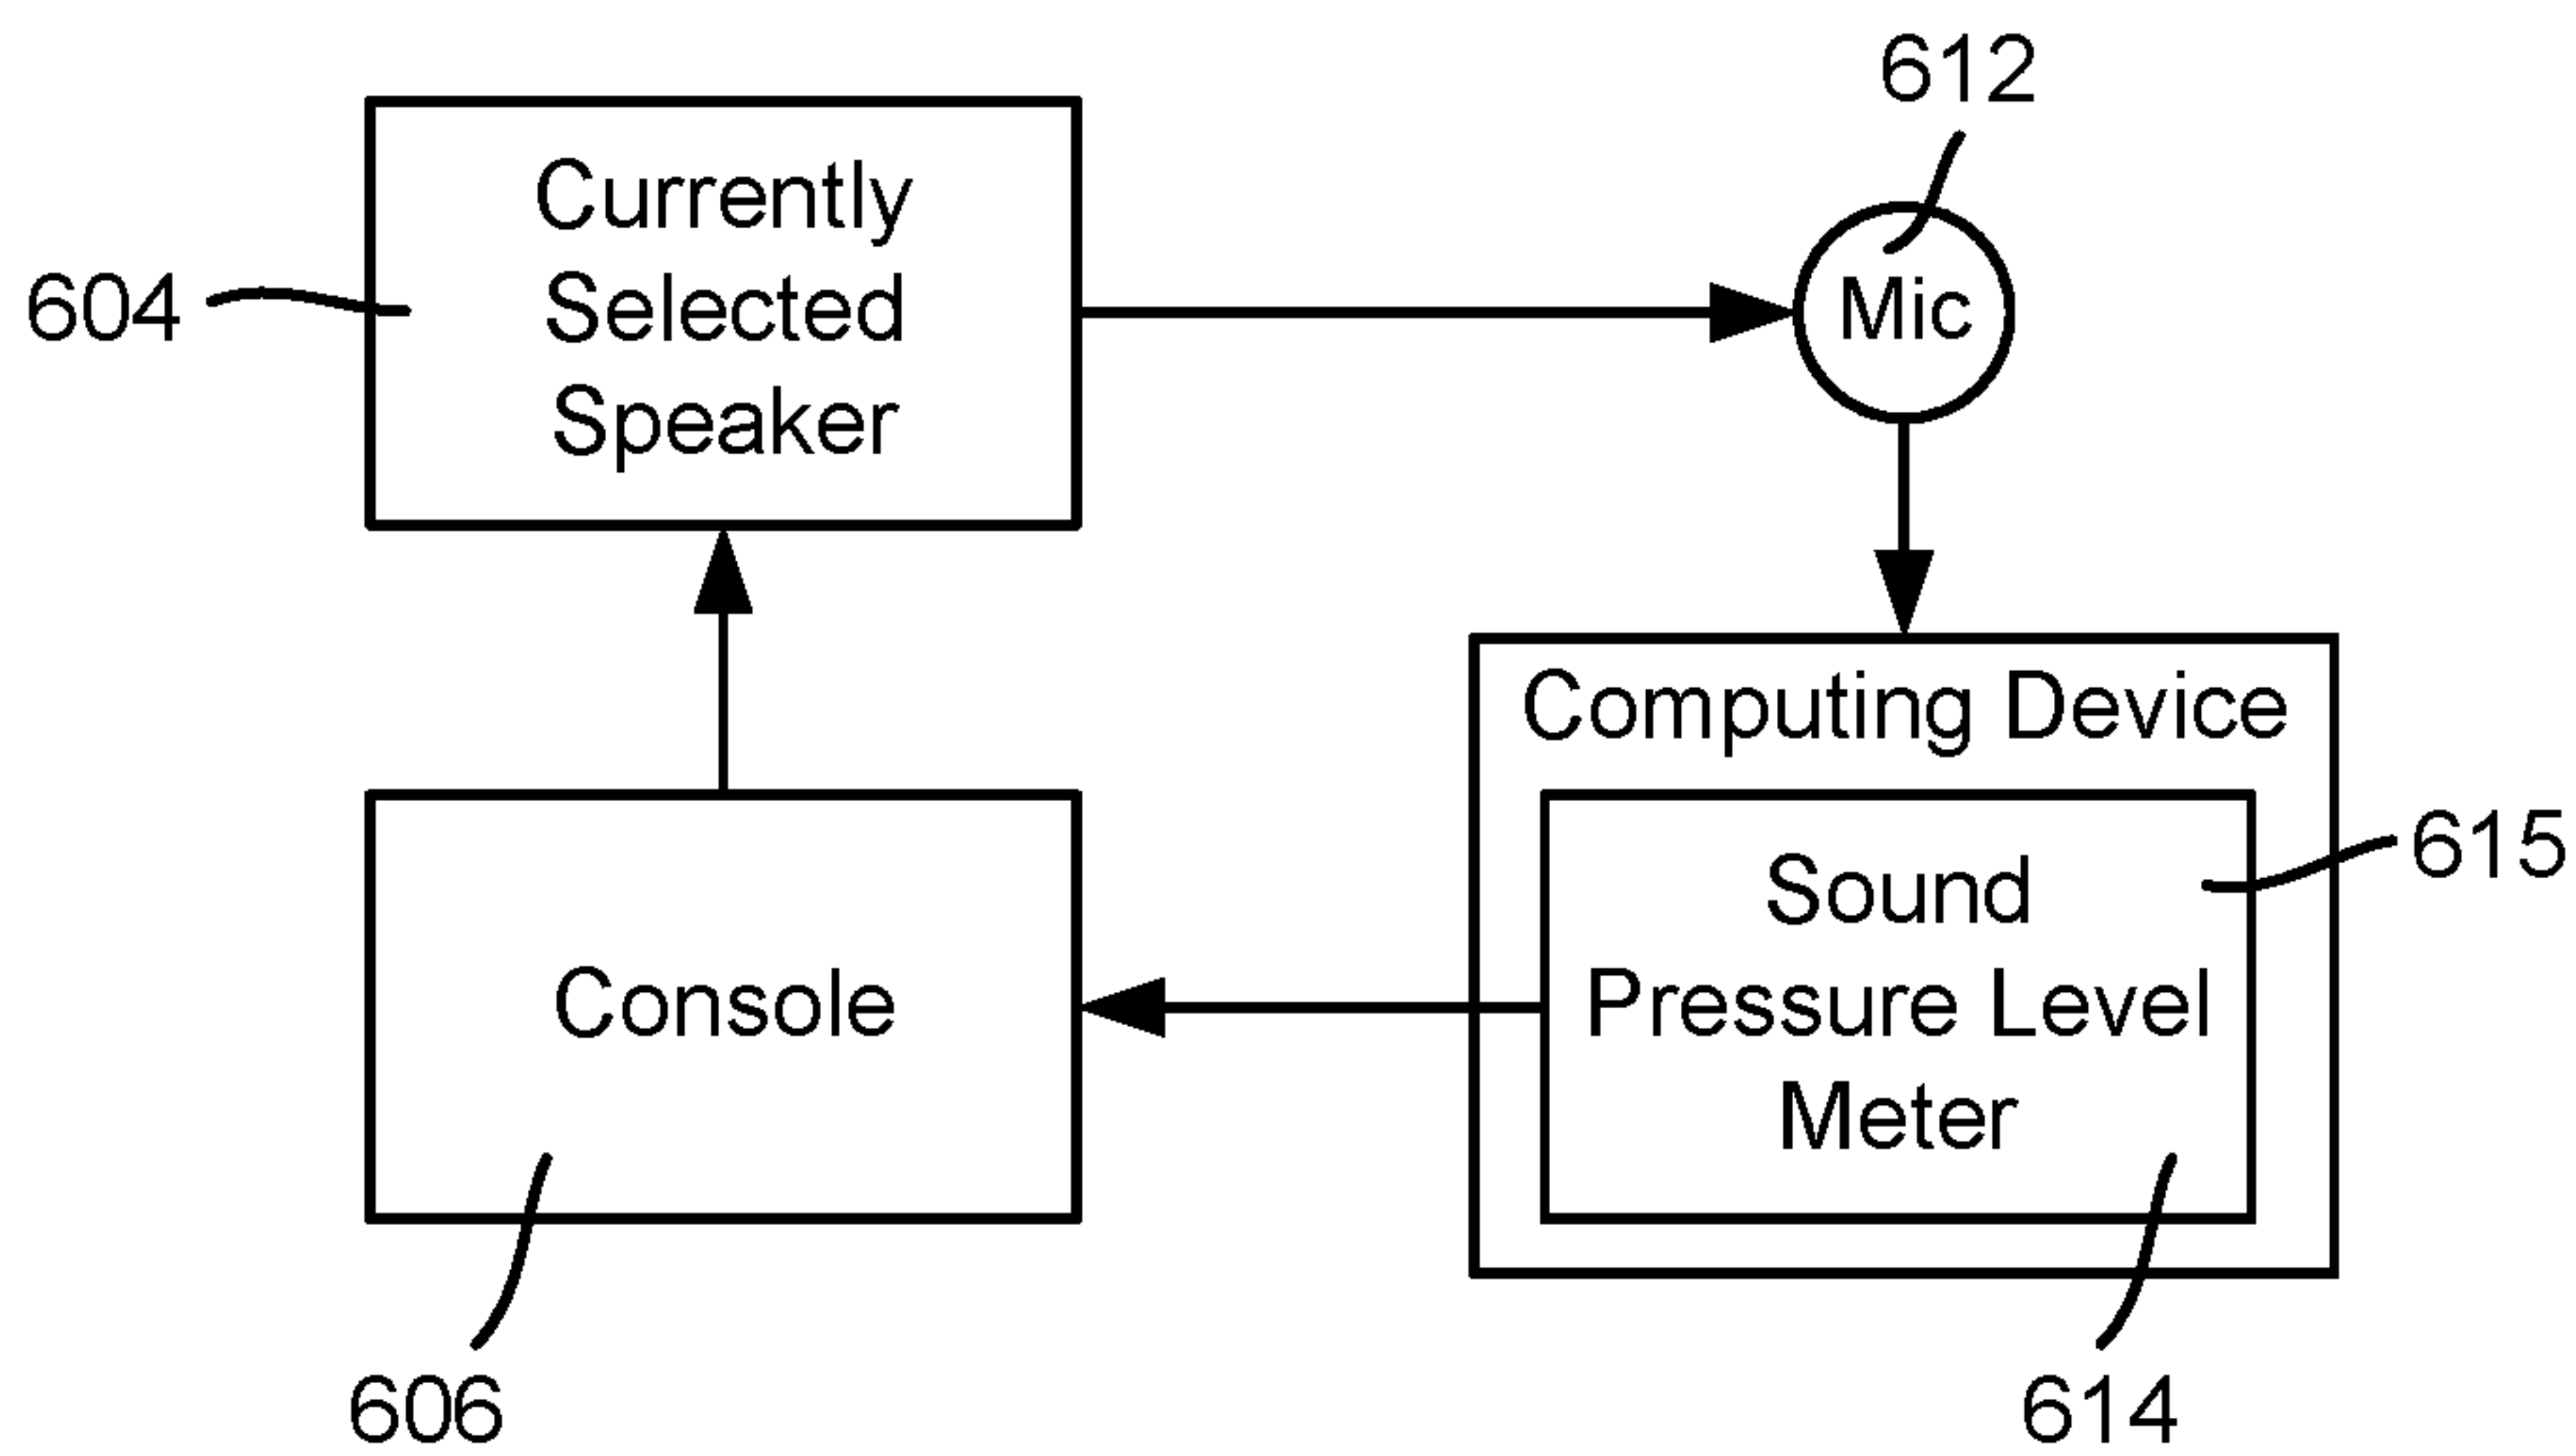 612
Currently
Selected
Speaker
604
Mic
Computing Device
615
Sound
Pressure Level
Meter
Console
606
614